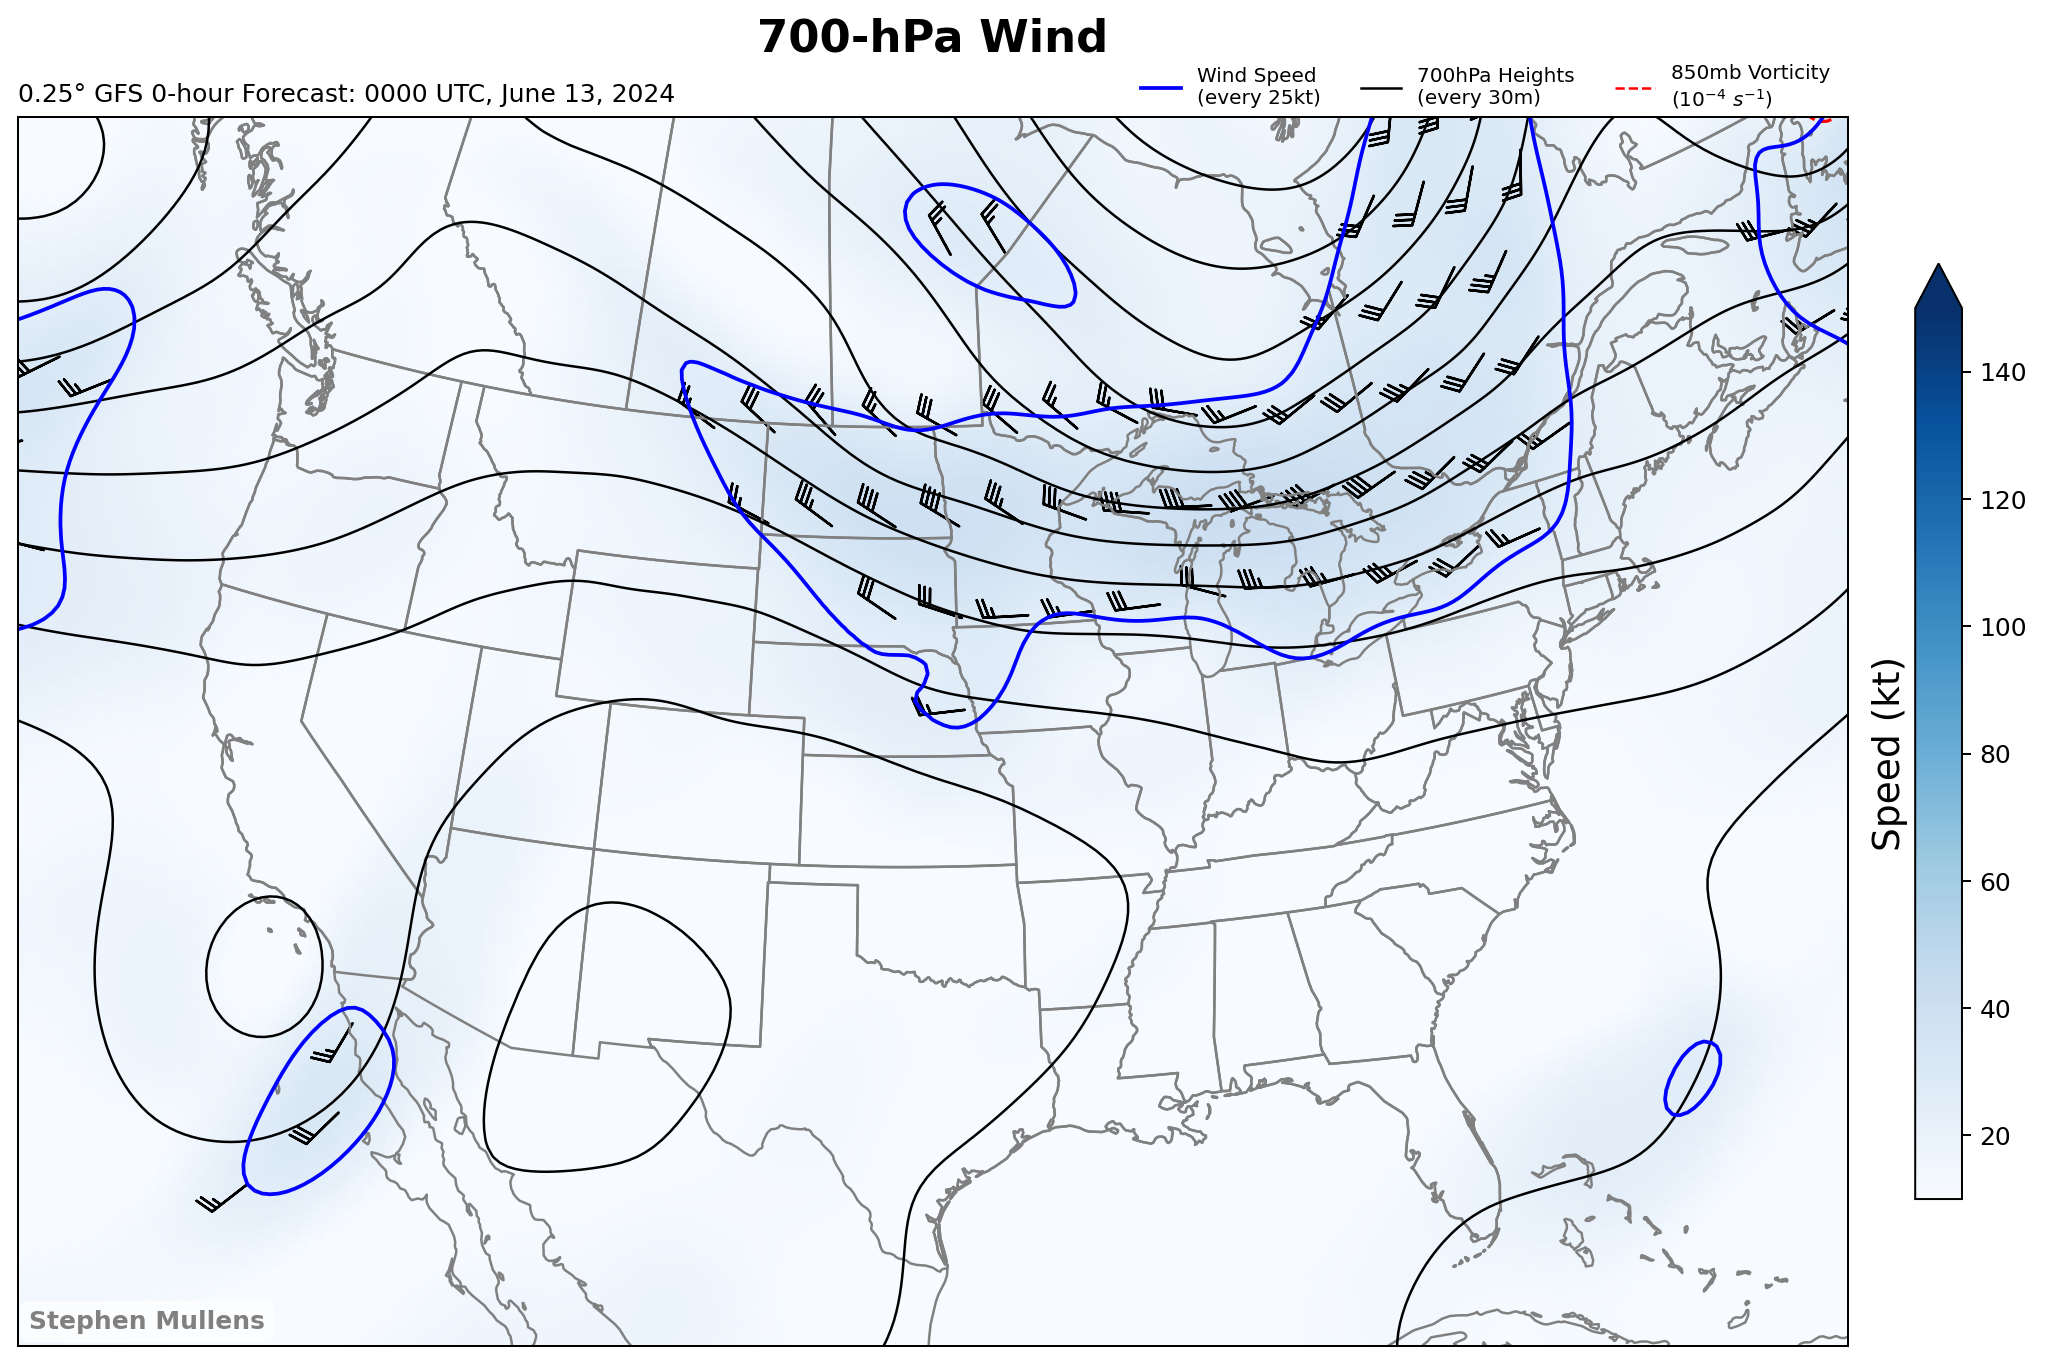 700-hPa Wind
0.25° GFS 0-hour Forecast: 0000 UTC, June 13, 2024
Wind Speed
(every 25kt)
700hPa Heights
(every 30m)
850mb Vorticity
(10⁻⁴ s⁻¹)
140
120
100
80
60
40
20
Speed (kt)
Stephen Mullens